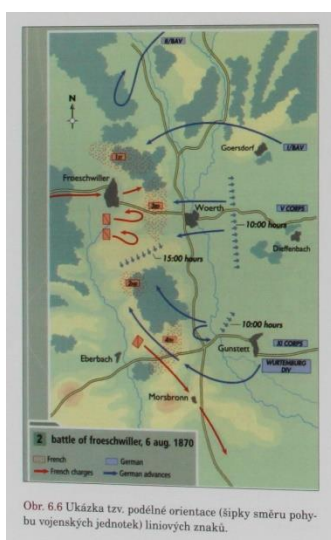 II/BAV
N
Goersdorf
I/BAV
Froeschwiller
Woerth
V CORPS
10:00 hours
Dieffenbach
15:00 hours
10:00 hours
XI CORPS
Gunstett
WURTEMBURG
DIV
Eberbach
Morsbronn
2 battle of froeschwiller, 6 aug. 1870
French
German
French charges
German advances
Obr. 6.6 Ukázka tzv. podélné orientace (šipky směru pohy-
bu vojenských jednotek) liniových znaků.